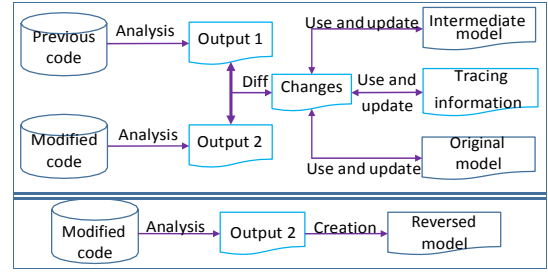 Previous
code
Analysis
Output 1
Diff
Changes
Use and update
Intermediate
model
Use and
update
Tracing
information
Modified
code
Analysis
Output 2
Use and update
Original
model
Modified
code
Analysis
Output 2
Creation
Reversed
model